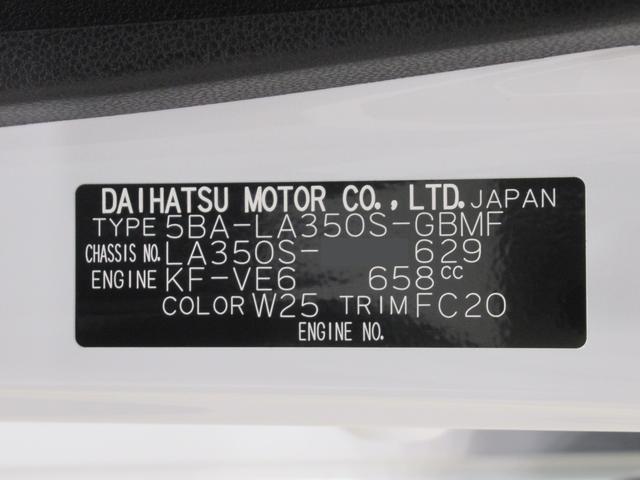 DAIHATSU MOTOR CO., LTD. JAPAN
TYPE 5BA-LA350S-GBMF
CHASSIS NO. LA350S- 629
ENGINE KF-VE6 658cc
COLOR W25 TRIM FC20
ENGINE NO.